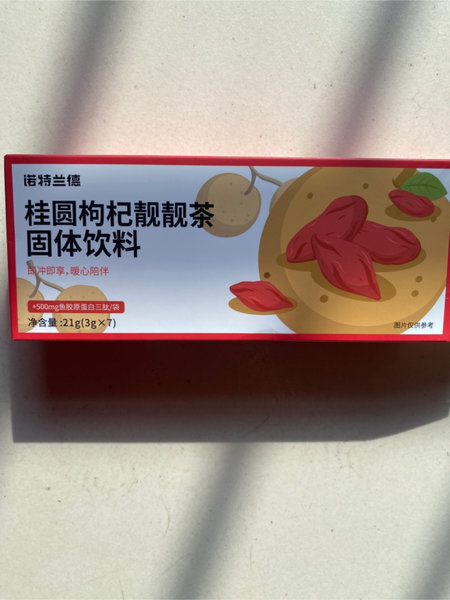 诺特兰德
桂圆枸杞靓靓茶
固体饮料
即冲即享,暖心陪伴
+500mg鱼胶原蛋白三肽/袋
净含量:21g(3g×7)
图片仅供参考